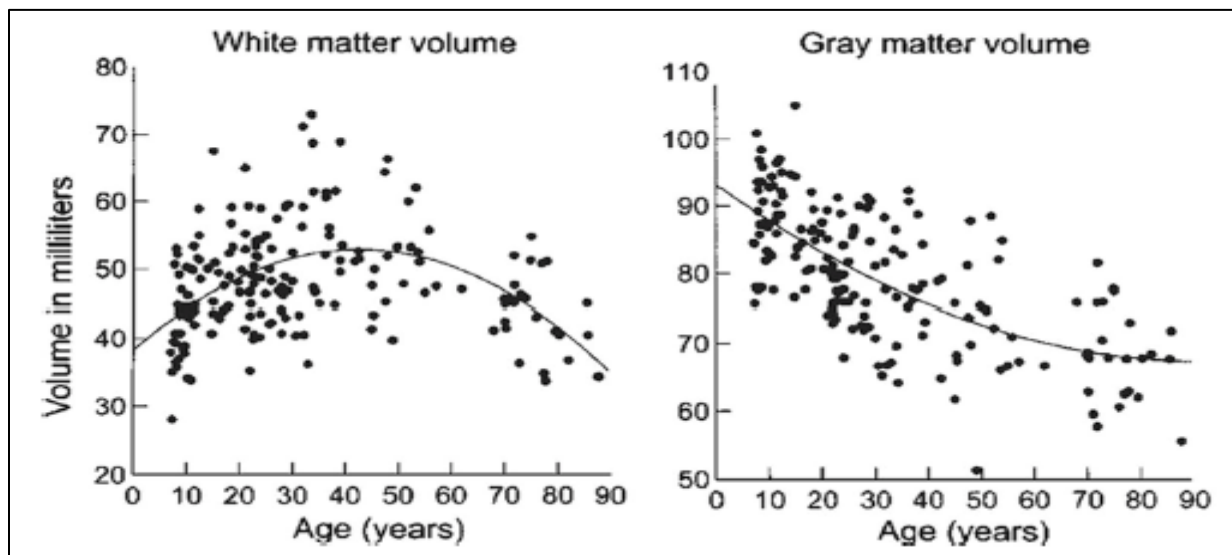 White matter volume
Volume in milliliters
80
70
60
50
40
30
20
0 10 20 30 40 50 60 70 80 90
Age (years)
Gray matter volume
110
100
90
80
70
60
50
0 10 20 30 40 50 60 70 80 90
Age (years)